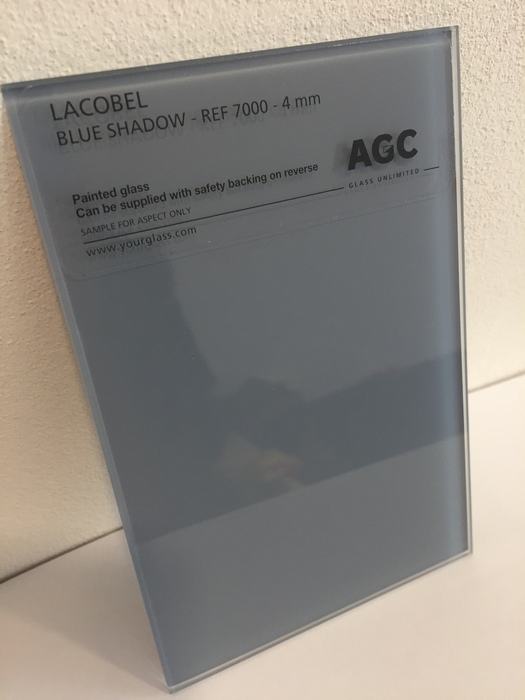 LACOBEL
BLUE SHADOW - REF 7000 - 4 mm
AGC
GLASS UNLIMITED
Painted glass
Can be supplied with safety backing on reverse
SAMPLE FOR ASPECT ONLY
www.yourglass.com